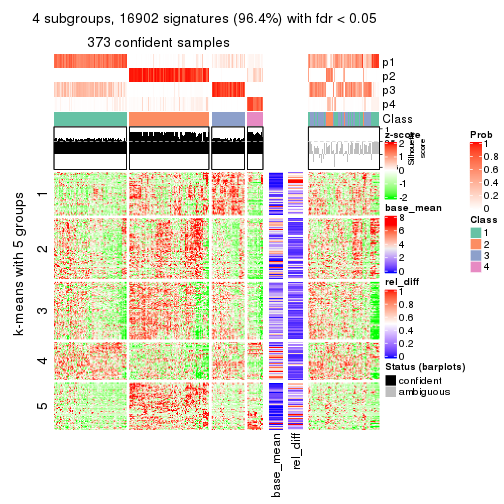 4 subgroups, 16902 signatures (96.4%) with fdr < 0.05
373 confident samples
p1
p2
p3
p4
Class
Silhouette score
1
2
3
4
5
k-means with 5 groups
base_mean
rel_diff
z-score
2
1
0
-1
-2
base_mean
8
6
4
2
0
rel_diff
1
0.8
0.6
0.4
0.2
0
Status (barplots)
confident
ambiguous
Prob
1
0.8
0.6
0.4
0.2
0
Class
1
2
3
4